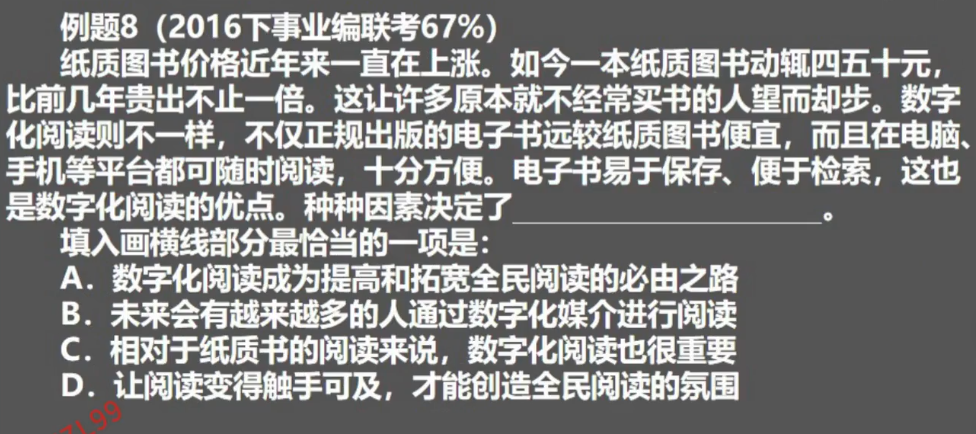 例题8（2016下事业编联考67%）
纸质图书价格近年来一直在上涨。如今一本纸质图书动辄四五十元，
比前几年贵出不止一倍。这让许多原本就不经常买书的人望而却步。数字
化阅读则不一样，不仅正规出版的电子书远较纸质图书便宜，而且在电脑、
手机等平台都可随时阅读，十分方便。电子书易于保存、便于检索，这也
是数字化阅读的优点。种种因素决定了____________________。
填入画横线部分最恰当的一项是：
A．数字化阅读成为提高和拓宽全民阅读的必由之路
B．未来会有越来越多的人通过数字化媒介进行阅读
C．相对于纸质书的阅读来说，数字化阅读也很重要
D．让阅读变得触手可及，才能创造全民阅读的氛围